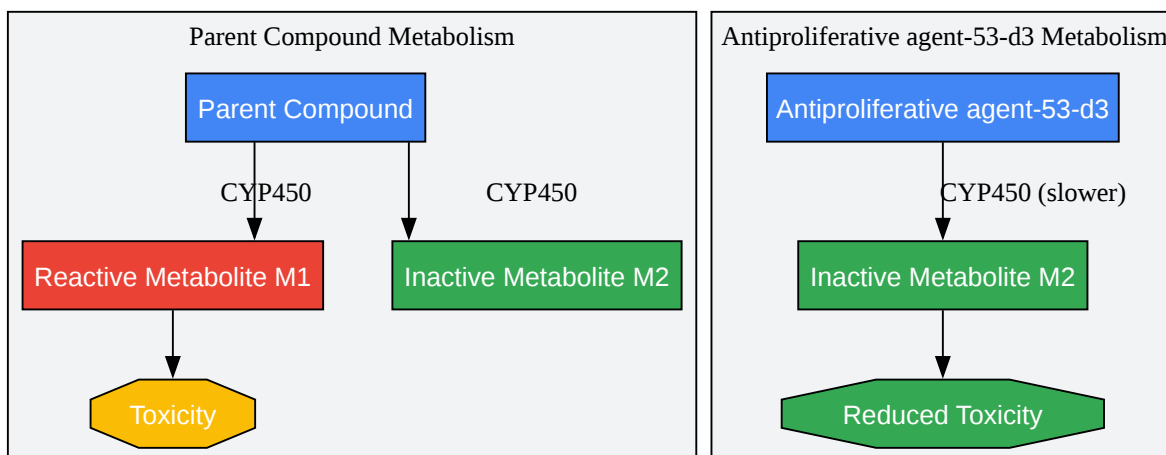 Parent Compound Metabolism
Parent Compound
CYP450
CYP450
Reactive Metabolite M1
Inactive Metabolite M2
Toxicity
Antiproliferative agent-53-d3 Metabolism
Antiproliferative agent-53-d3
CYP450 (slower)
Inactive Metabolite M2
Reduced Toxicity